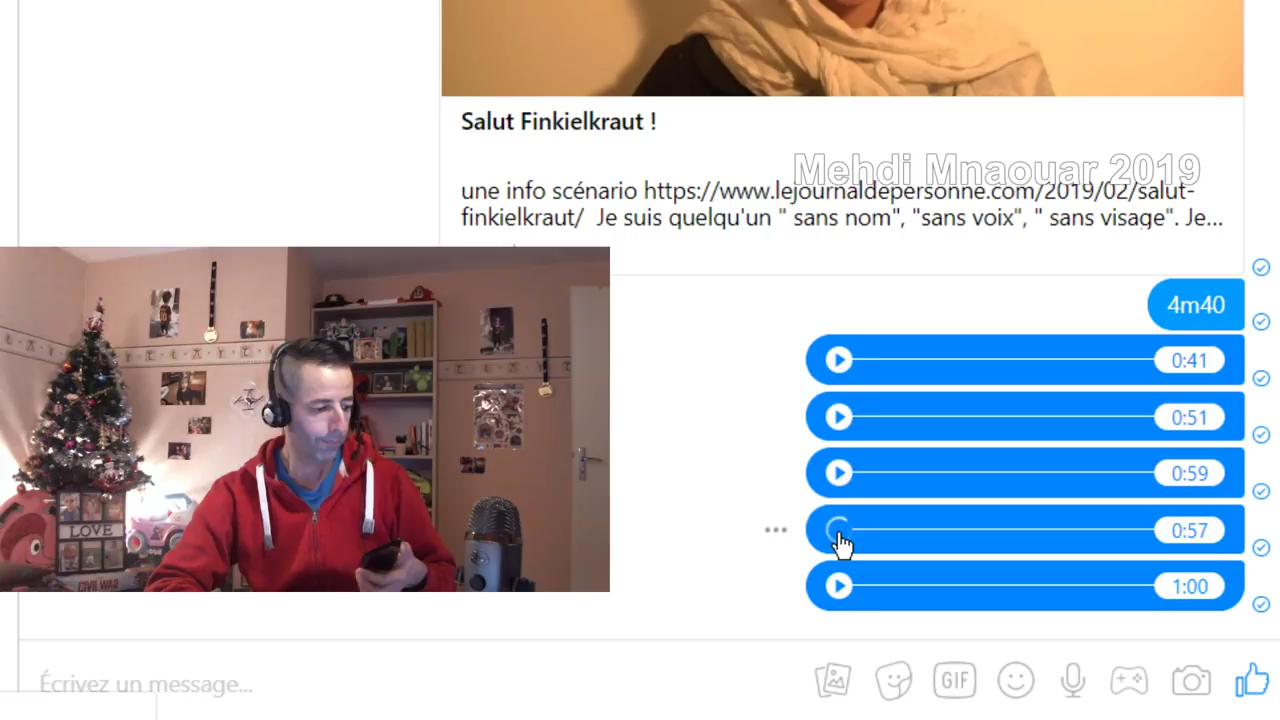 Salut Finkielkraut !
Mehdi Mnaouar 2019
une info scénario https://www.lejournaldepersonne.com/2019/02/salut-
finkielkraut/ Je suis quelqu'un " sans nom", "sans voix", " sans visage". Je...
4m40
0:41
0:51
0:59
0:57
1:00
LOVE
CIVIL WAR
Écrivez un message...
GIF